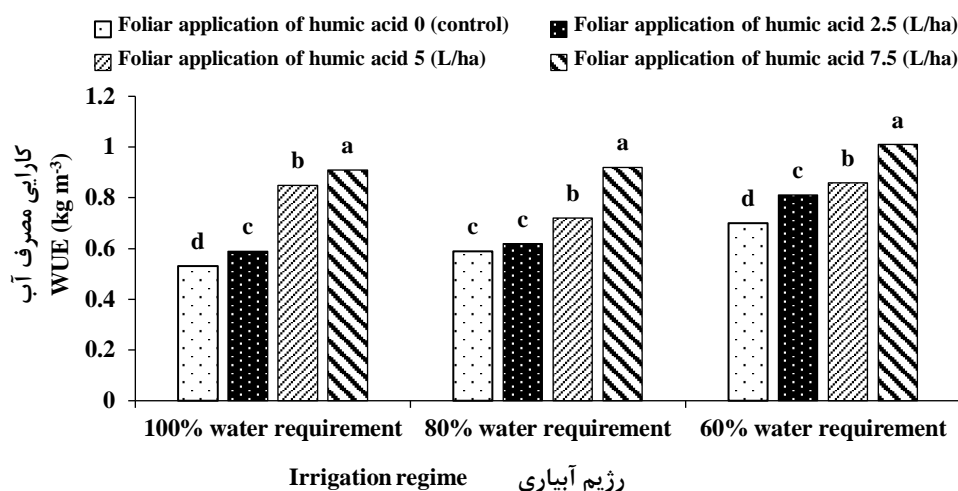 Foliar application of humic acid 0 (control) Foliar application of humic acid 2.5 (L/ha)
Foliar application of humic acid 5 (L/ha) Foliar application of humic acid 7.5 (L/ha)
کارایی مصرف آب
WUE (kg m-3)
1.2
1
0.8
0.6
0.4
0.2
0
d c b a
c c b a
d c b a
100% water requirement 80% water requirement 60% water requirement
Irrigation regime رژیم آبیاری